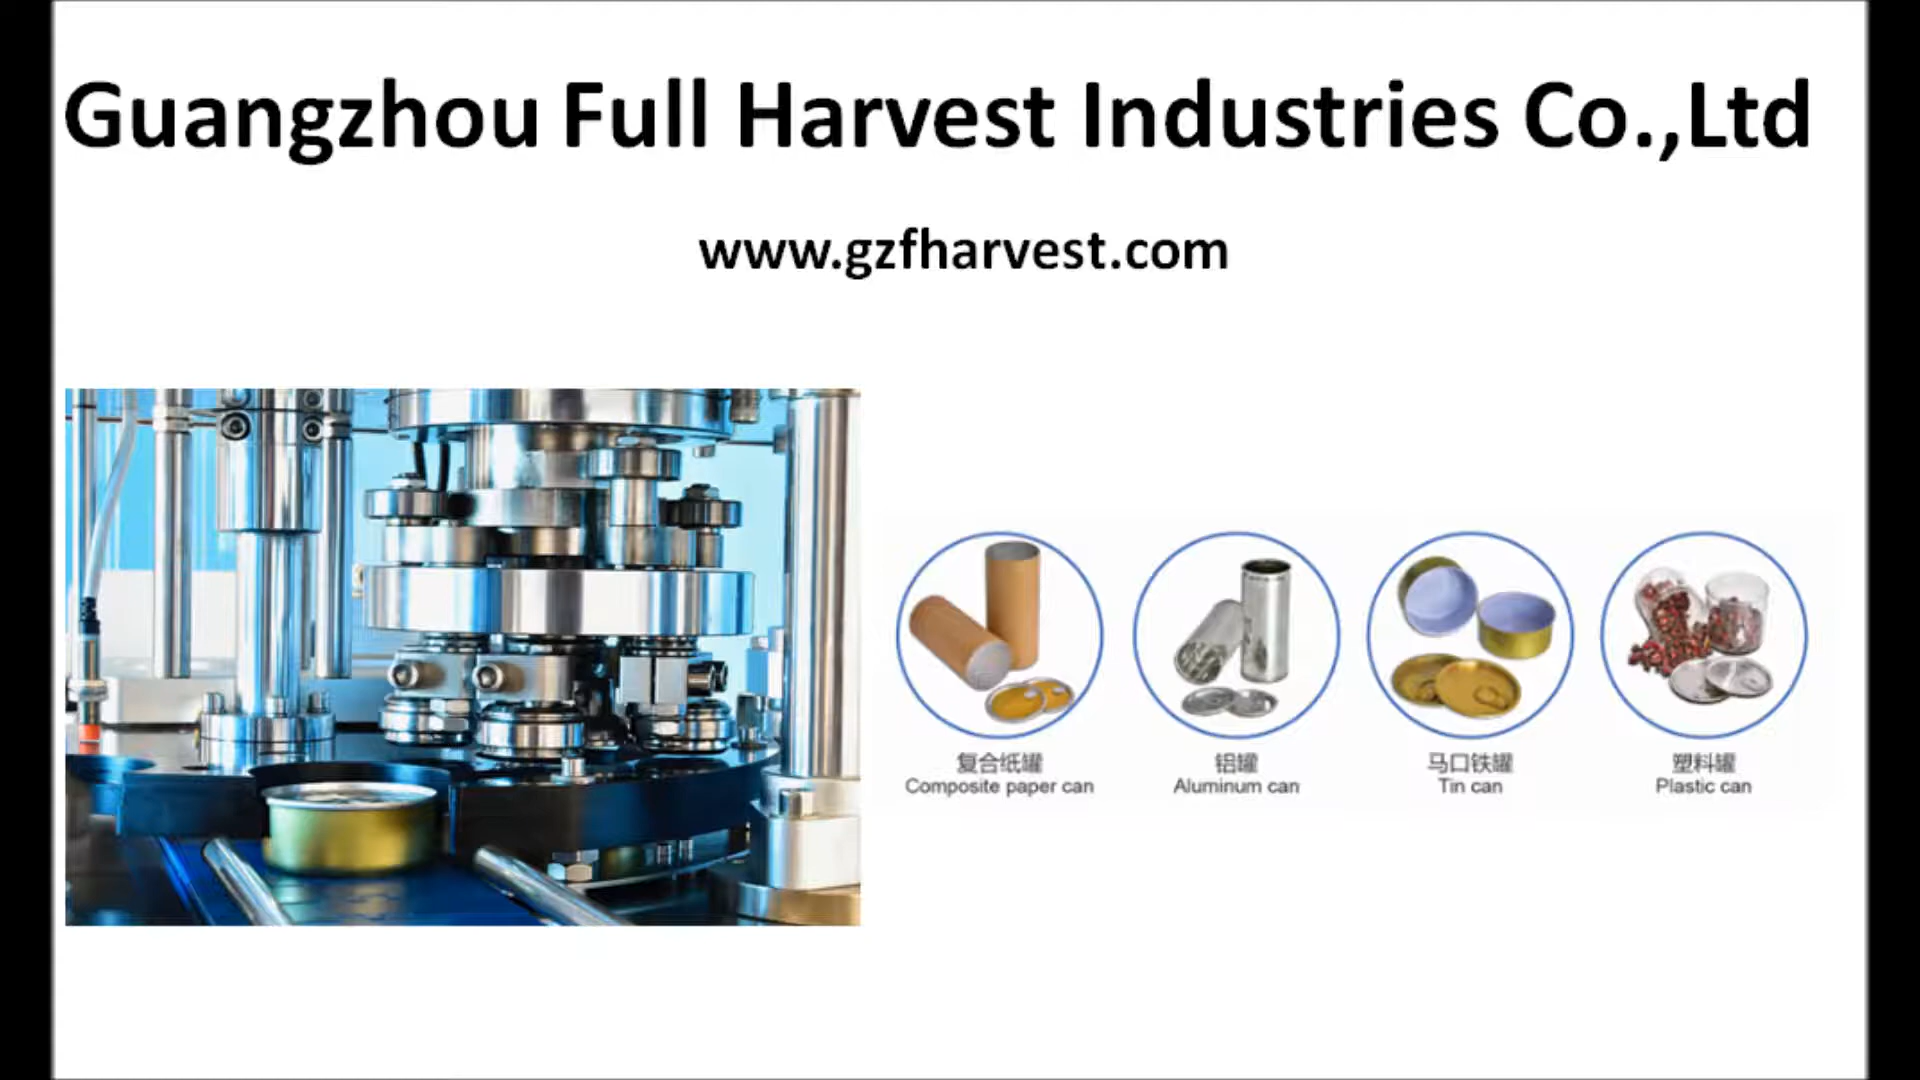 Guangzhou Full Harvest Industries Co.,Ltd
www.gzfharvest.com
复合纸罐
Composite paper can
铝罐
Aluminum can
马口铁罐
Tin can
塑料罐
Plastic can